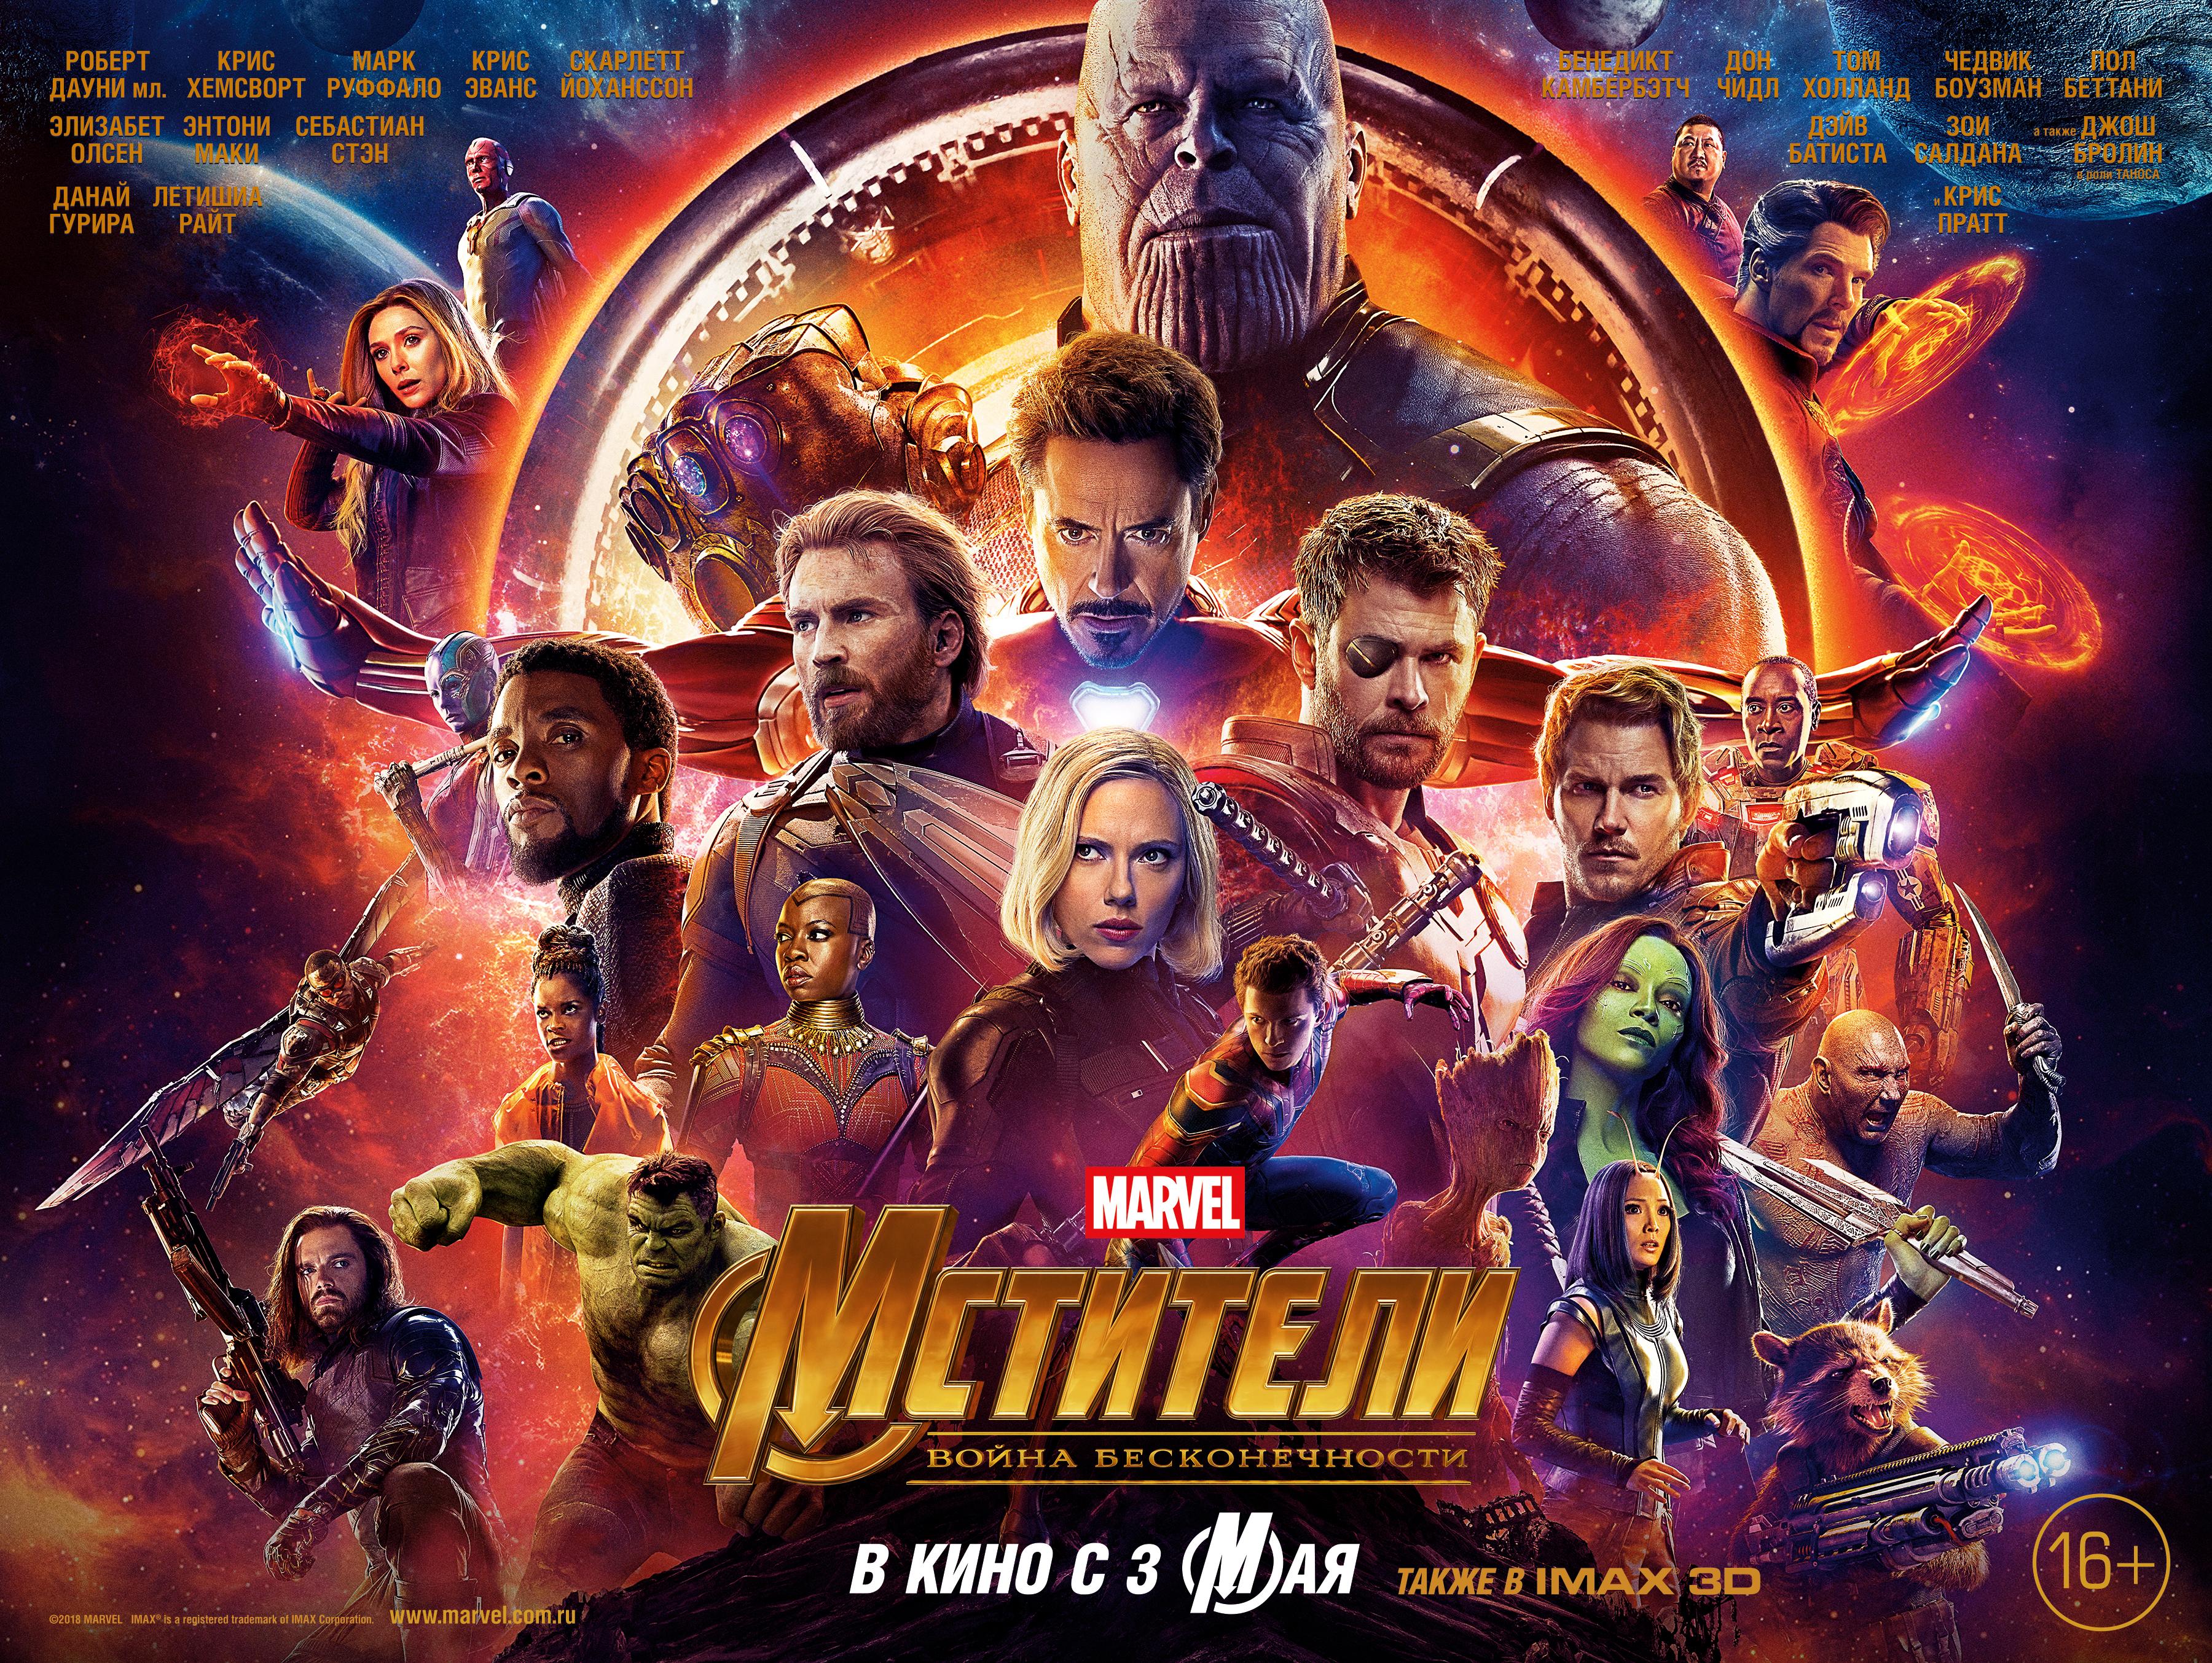 РОБЕРТ ДАУНИ мл. КРИС ХЕМСВОРТ МАРК РУФФАЛО КРИС ЭВАНС СКАРЛЕТТ ЙОХАНССОН
ЭЛИЗАБЕТ ОЛСЕН ЭНТОНИ МАКИ СЕБАСТИАН СТЭН
ДАНАЙ ГУРИРА ЛЕТИШИА РАЙТ
БЕНЕДИКТ КАМБЕРБЭТЧ ДОН ЧИДЛ ТОМ ХОЛЛАНД ЧЕДВИК БОУЗМАН ПОЛ БЕТТАНИ
ДЭЙВ БАТИСТА ЗОИ САЛДАНА а также ДЖОШ БРОЛИН в роли ТАНОСА
и КРИС ПРАТТ
MARVEL
МСТИТЕЛИ
ВОЙНА БЕСКОНЕЧНОСТИ
В КИНО С 3 МАЯ
ТАКЖЕ В IMAX 3D
16+
©2018 MARVEL IMAX® is a registered trademark of IMAX Corporation. www.marvel.com.ru